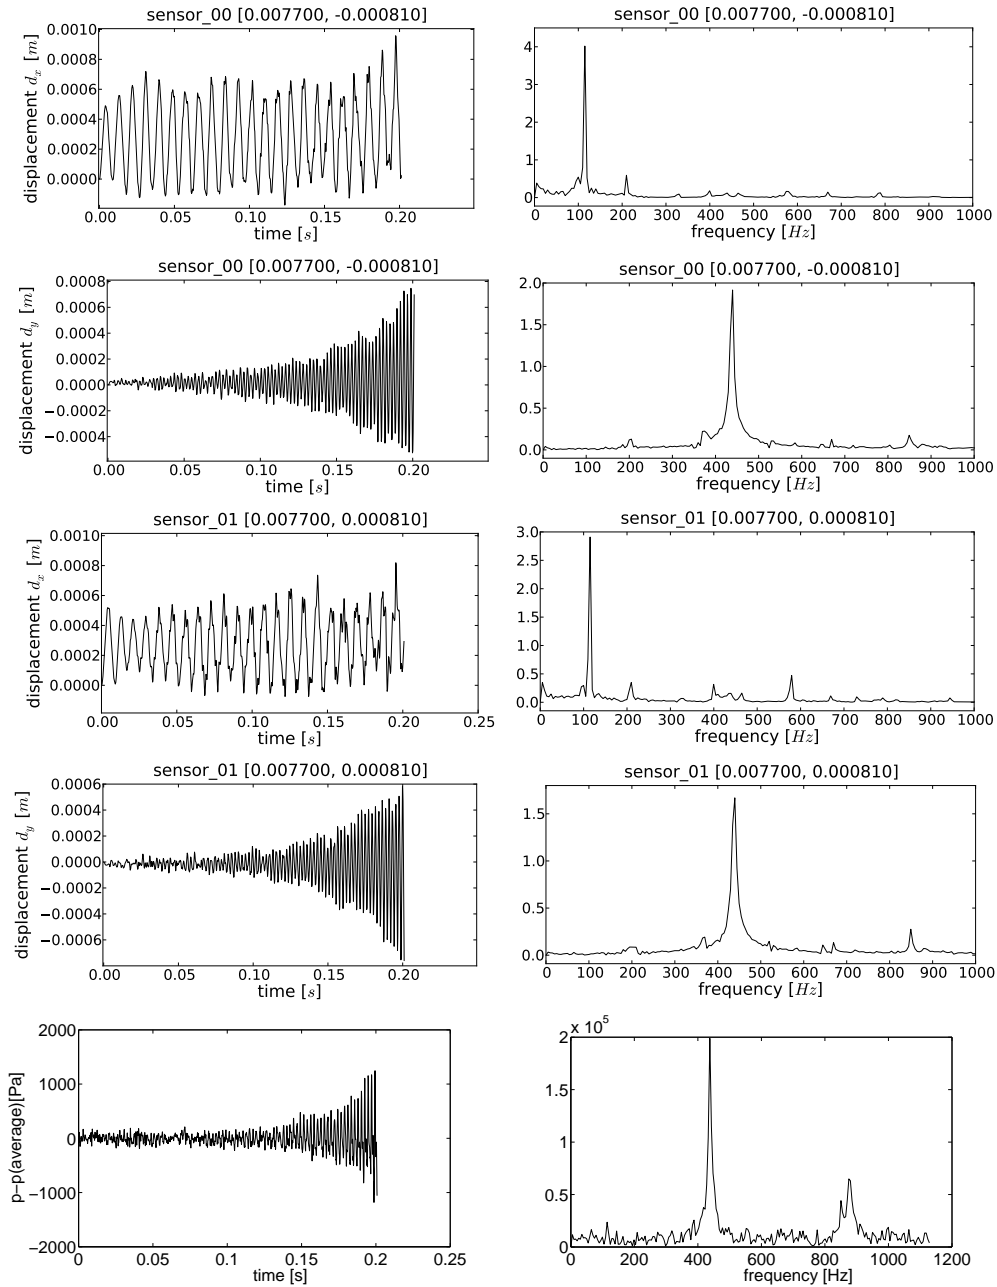 sensor_00 [0.007700, -0.000810]
displacement dx [m]
0.0010
0.0008
0.0006
0.0004
0.0002
0.0000
0.00 0.05 0.10 0.15 0.20
time [s]
sensor_00 [0.007700, -0.000810]
4
3
2
1
0
0 100 200 300 400 500 600 700 800 900 1000
frequency [Hz]
sensor_00 [0.007700, -0.000810]
displacement dy [m]
0.0008
0.0006
0.0004
0.0002
0.0000
−0.0002
−0.0004
0.00 0.05 0.10 0.15 0.20
time [s]
sensor_00 [0.007700, -0.000810]
2.0
1.5
1.0
0.5
0.0
0 100 200 300 400 500 600 700 800 900 1000
frequency [Hz]
sensor_01 [0.007700, 0.000810]
displacement dx [m]
0.0010
0.0008
0.0006
0.0004
0.0002
0.0000
0.00 0.05 0.10 0.15 0.20 0.25
time [s]
sensor_01 [0.007700, 0.000810]
3.0
2.5
2.0
1.5
1.0
0.5
0.0
0 100 200 300 400 500 600 700 800 900 1000
frequency [Hz]
sensor_01 [0.007700, 0.000810]
displacement dy [m]
0.0006
0.0004
0.0002
0.0000
−0.0002
−0.0004
−0.0006
0.00 0.05 0.10 0.15 0.20
time [s]
sensor_01 [0.007700, 0.000810]
1.5
1.0
0.5
0.0
0 100 200 300 400 500 600 700 800 900 1000
frequency [Hz]
p−p(average)[Pa]
2000
1000
0
−1000
−2000
0 0.05 0.1 0.15 0.2 0.25
time [s]
x 10^5
2
1.5
1
0.5
0
0 200 400 600 800 1000 1200
frequency [Hz]